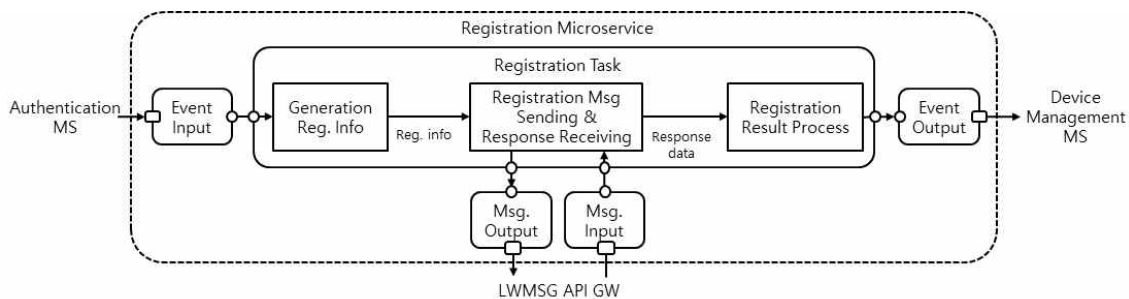 Registration Microservice
Registration Task
Authentication
MS
Event
Input
Generation
Reg. Info
Reg. info
Registration Msg
Sending &
Response Receiving
Response
data
Registration
Result Process
Event
Output
Device
Management
MS
Msg.
Output
Msg.
Input
LWMSG API GW